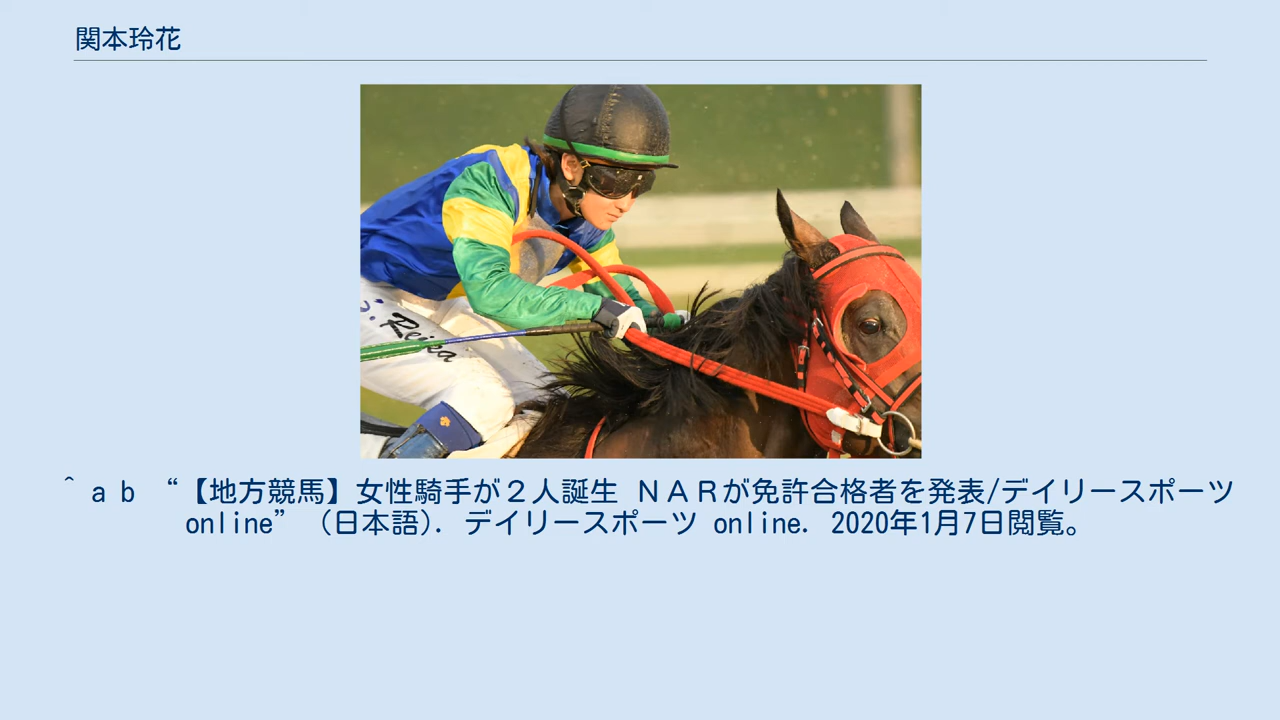 関本玲花
Reika
^ a b “【地方競馬】女性騎手が２人誕生 ＮＡＲが免許合格者を発表/デイリースポーツ
online” (日本語). デイリースポーツ online. 2020年1月7日閲覧。